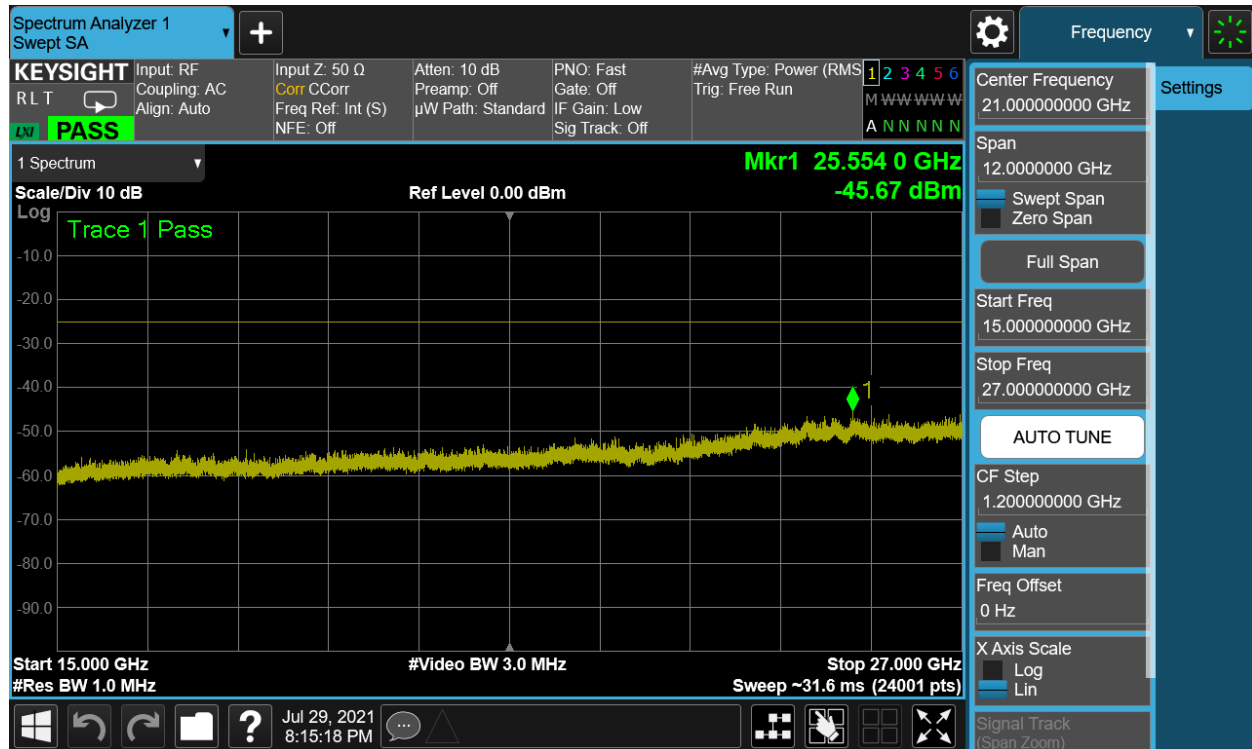 Spectrum Analyzer 1
Swept SA
+
Frequency
KEYSIGHT
R L T
LXI PASS
Input: RF
Coupling: AC
Align: Auto
Input Z: 50 Ω
Corr CCorr
Freq Ref: Int (S)
NFE: Off
Atten: 10 dB
Preamp: Off
µW Path: Standard
PNO: Fast
Gate: Off
IF Gain: Low
Sig Track: Off
#Avg Type: Power (RMS
Trig: Free Run
1 2 3 4 5 6
M W W W W W
A N N N N N
1 Spectrum
Mkr1 25.554 0 GHz
Scale/Div 10 dB
Ref Level 0.00 dBm
-45.67 dBm
Log
Trace 1 Pass
-10.0
-20.0
-30.0
-40.0
1
-50.0
-60.0
-70.0
-80.0
-90.0
Start 15.000 GHz
#Video BW 3.0 MHz
Stop 27.000 GHz
#Res BW 1.0 MHz
Sweep ~31.6 ms (24001 pts)
Center Frequency
21.000000000 GHz
Settings
Span
12.0000000 GHz
Swept Span
Zero Span
Full Span
Start Freq
15.000000000 GHz
Stop Freq
27.000000000 GHz
AUTO TUNE
CF Step
1.200000000 GHz
Auto
Man
Freq Offset
0 Hz
X Axis Scale
Log
Lin
Signal Track
(Span Zoom)
?
Jul 29, 2021
8:15:18 PM